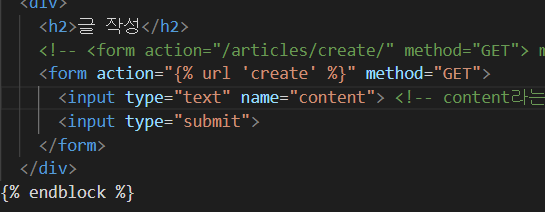 <div>
<h2>글 작성</h2>
<!-- <form action="/articles/create/" method="GET"> m
<form action="{% url 'create' %}" method="GET">
<input type="text" name="content"> <!-- content라는
<input type="submit">
</form>
</div>
{% endblock %}